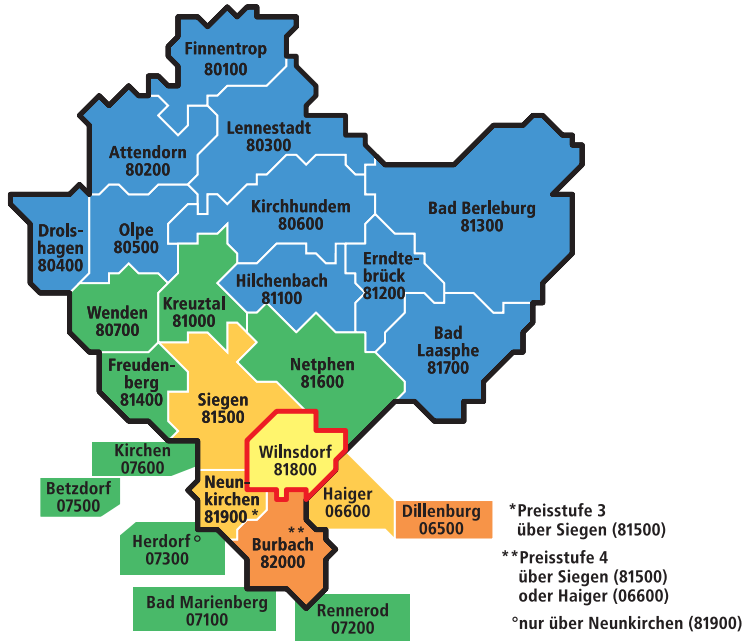 Finnentrop
80100
Lennestadt
80300
Attendorn
80200
Kirchhundem
80600
Bad Berleburg
81300
Drols-
hagen
80400
Olpe
80500
Erndte-
brück
81200
Hilchenbach
81100
Kreuztal
81000
Wenden
80700
Bad
Laasphe
81700
Netphen
81600
Freuden-
berg
81400
Siegen
81500
Wilnsdorf
81800
Kirchen
07600
Betzdorf
07500
Neun-
kirchen
81900 *
Haiger
06600
Dillenburg
06500
Herdorf °
07300
**
Burbach
82000
Bad Marienberg
07100
Rennerod
07200
*Preisstufe 3
über Siegen (81500)
**Preisstufe 4
über Siegen (81500)
oder Haiger (06600)
°nur über Neunkirchen (81900)